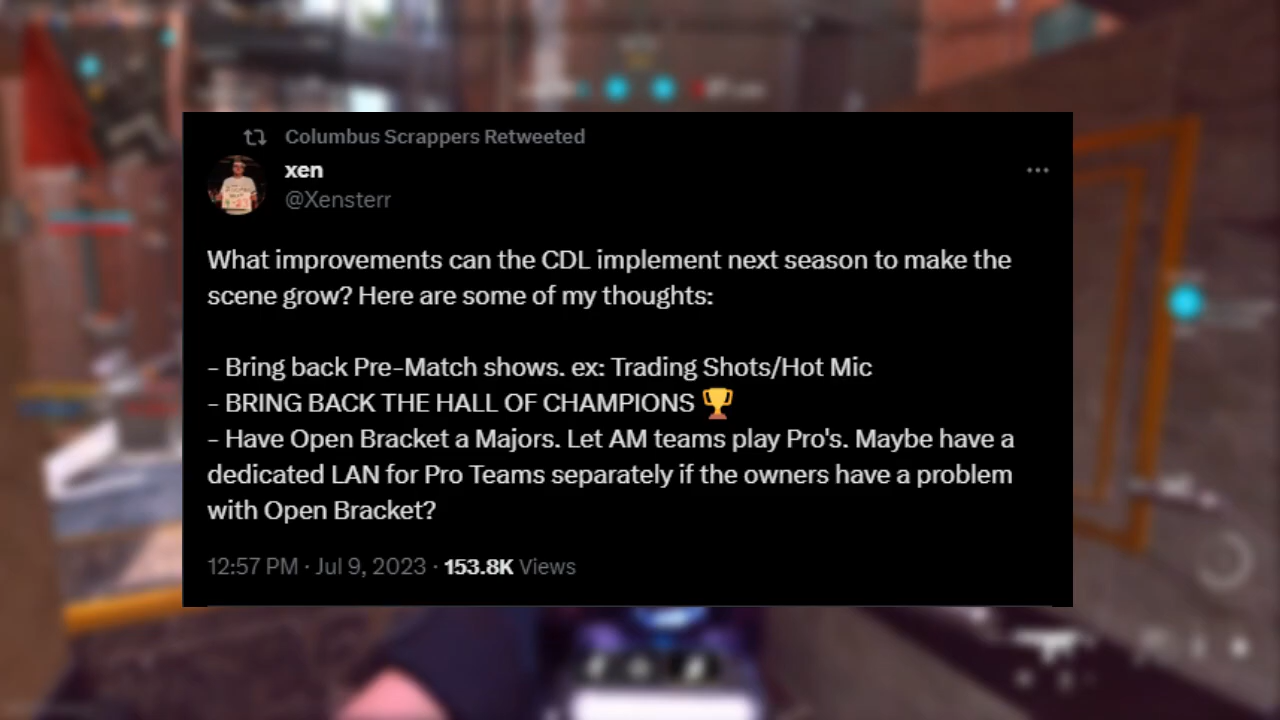 Columbus Scrappers Retweeted
xen
@Xensterr
What improvements can the CDL implement next season to make the
scene grow? Here are some of my thoughts:
- Bring back Pre-Match shows. ex: Trading Shots/Hot Mic
- BRING BACK THE HALL OF CHAMPIONS 🏆
- Have Open Bracket a Majors. Let AM teams play Pro's. Maybe have a
dedicated LAN for Pro Teams separately if the owners have a problem
with Open Bracket?
12:57 PM · Jul 9, 2023 · 153.8K Views